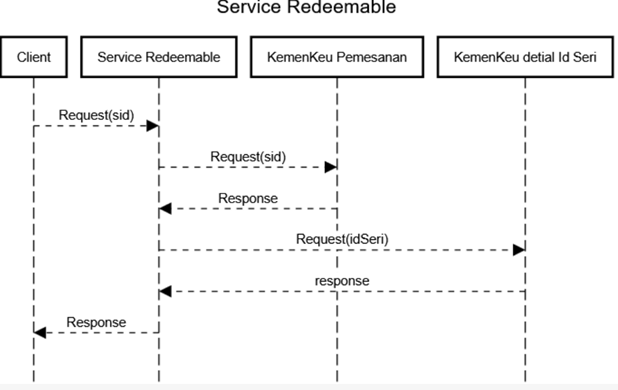 Service Redeemable
Client
Service Redeemable
KemenKeu Pemesanan
KemenKeu detial Id Seri
Request(sid)
Request(sid)
Response
Request(idSeri)
response
Response